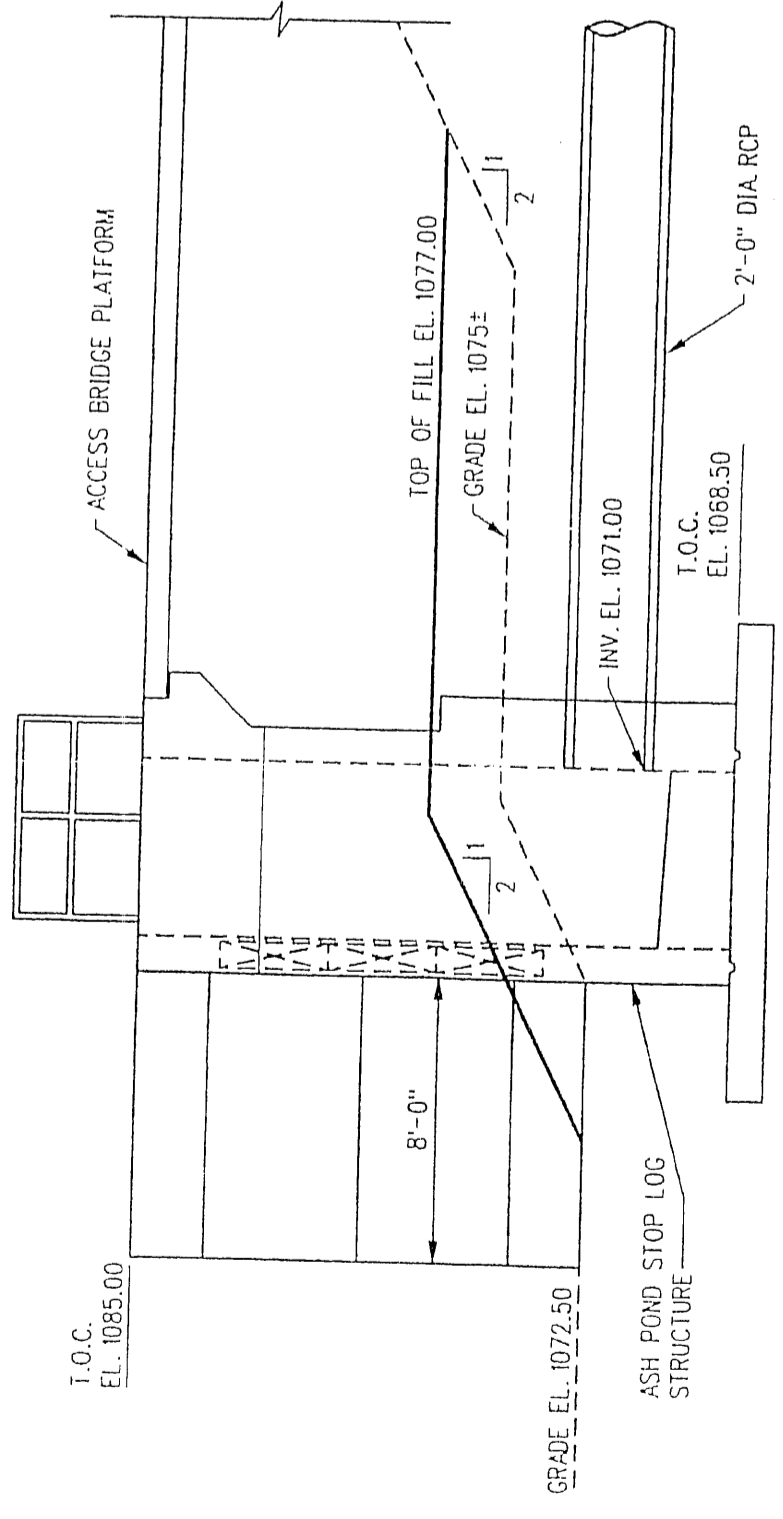 T.O.C.
EL. 1085.00
ACCESS BRIDGE PLATFORM
TOP OF FILL EL. 1077.00
GRADE EL. 1075±
1
2
8'-0"
1
2
INV. EL. 1071.00
T.O.C.
EL. 1068.50
2'-0" DIA RCP
GRADE EL. 1072.50
ASH POND STOP LOG
STRUCTURE